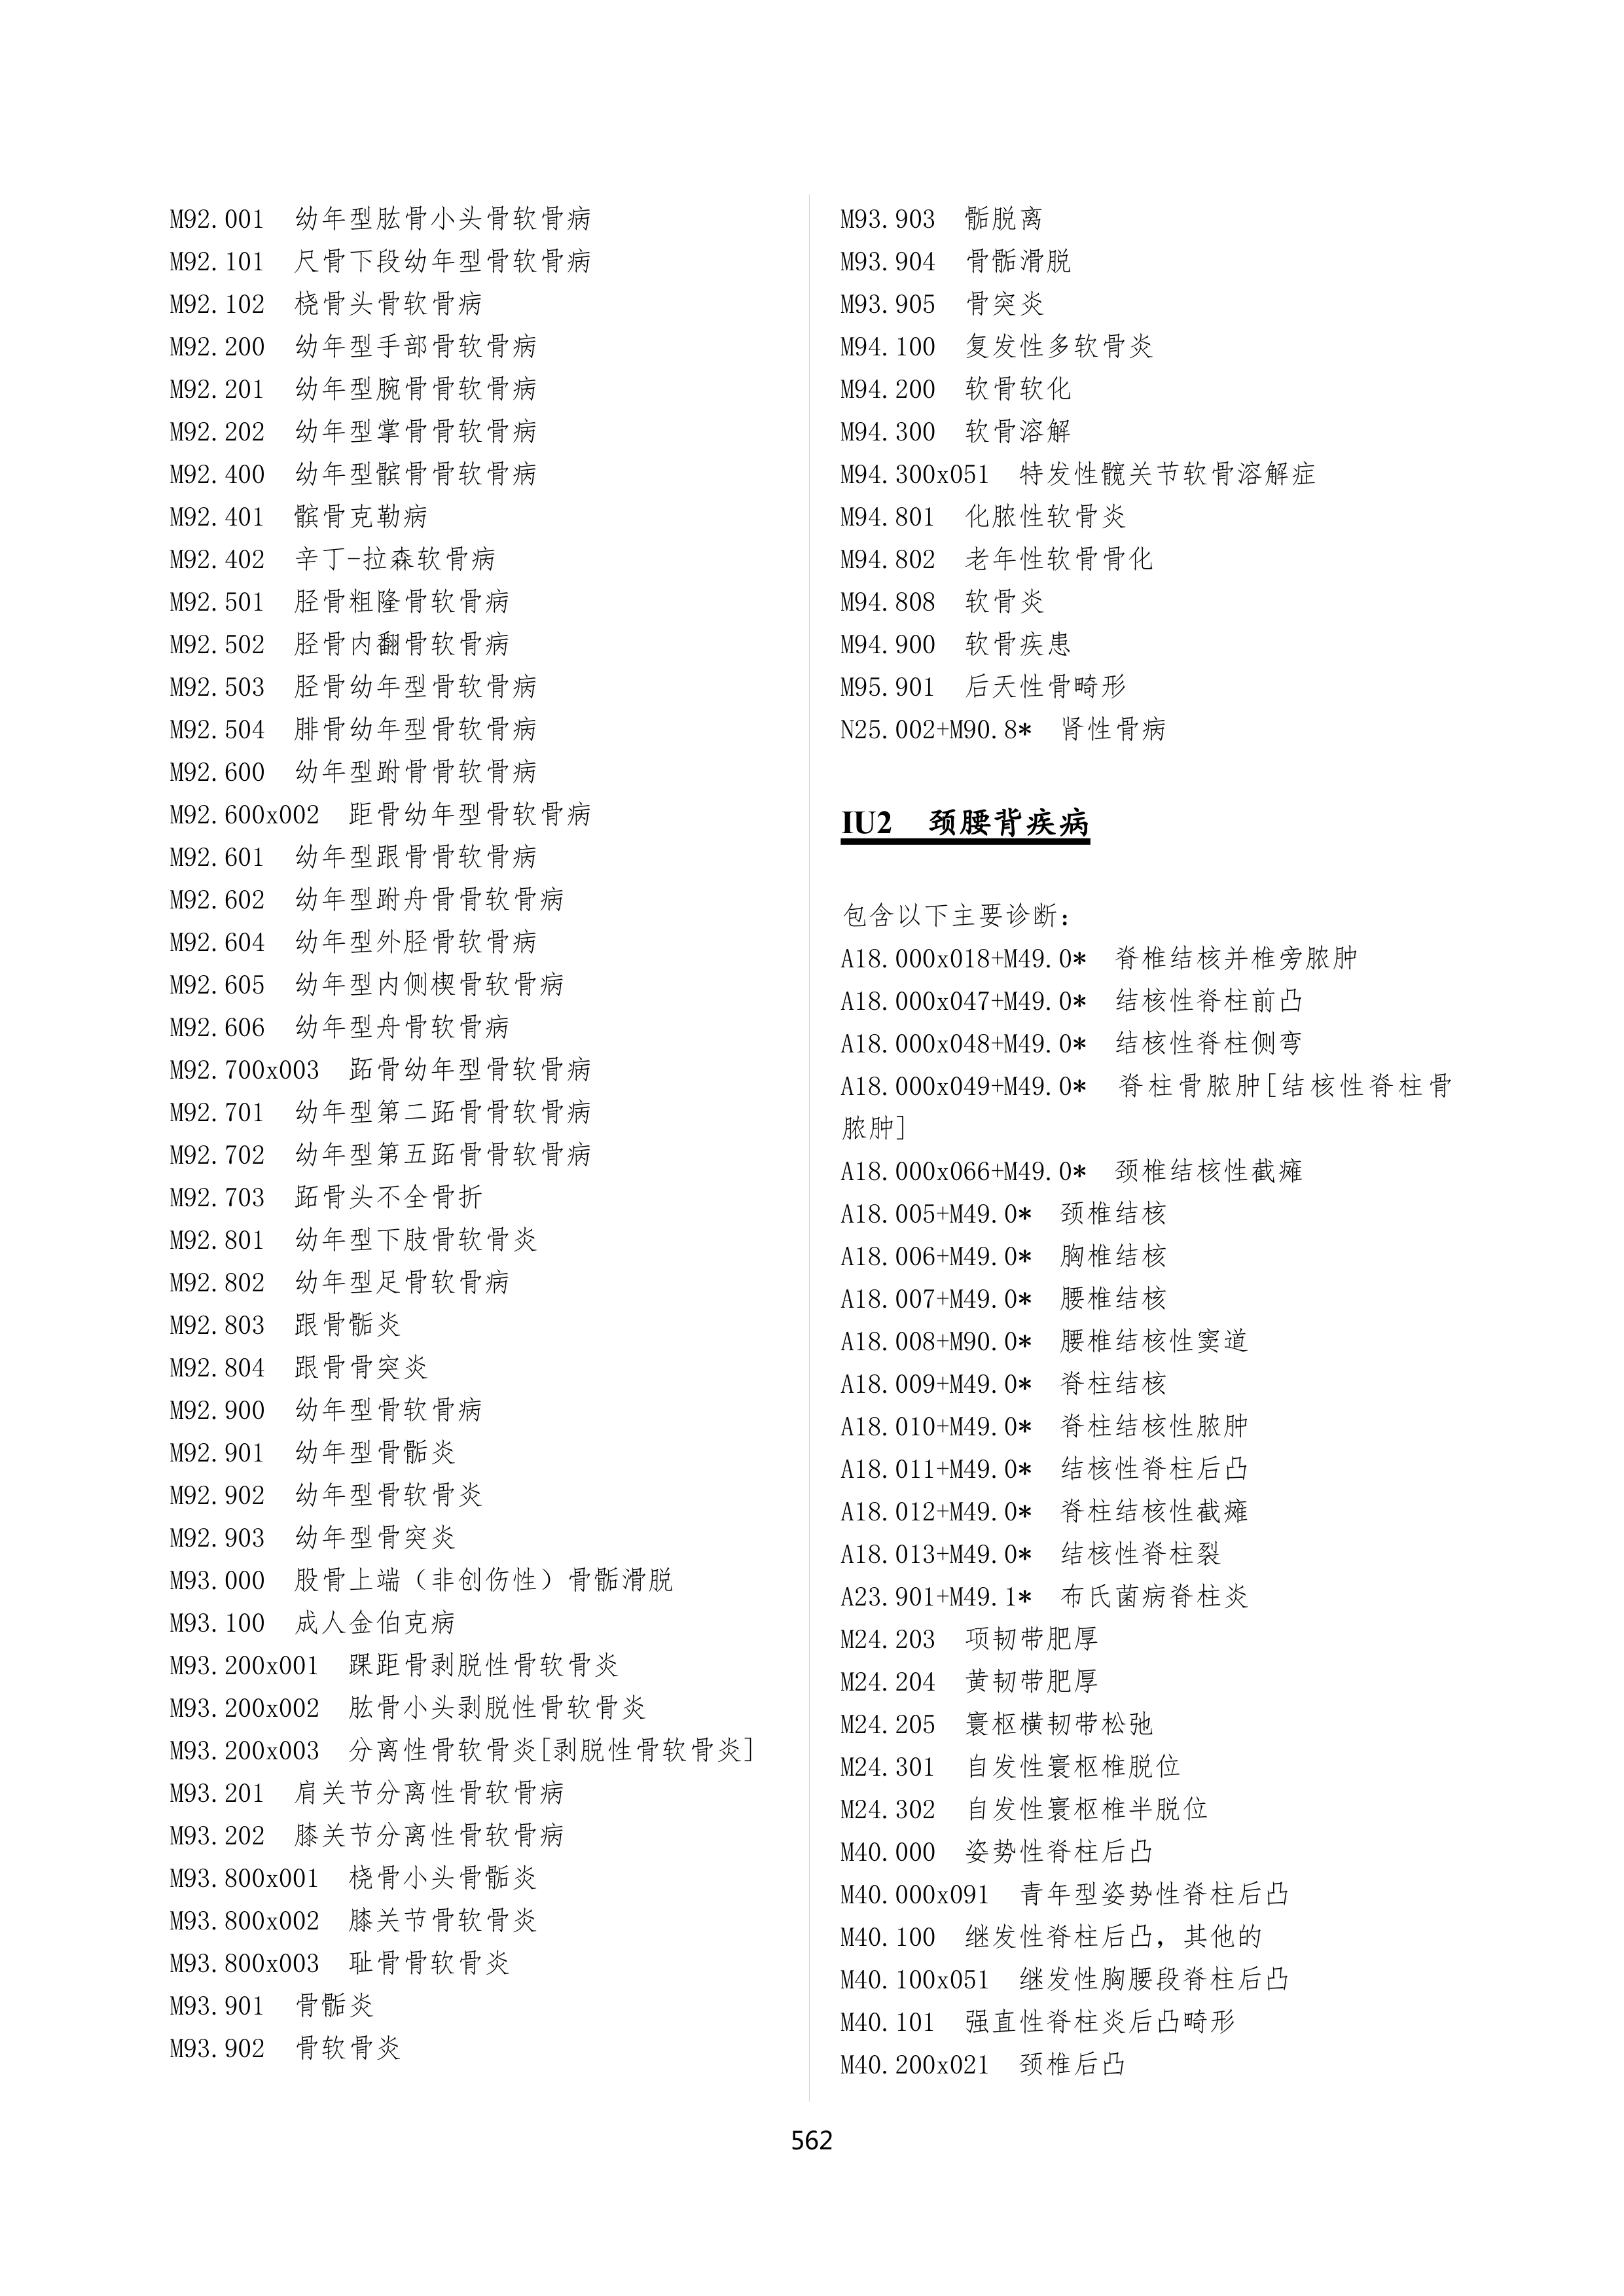 M92.001 幼年型肱骨小头骨软骨病
M92.101 尺骨下段幼年型骨软骨病
M92.102 桡骨头骨软骨病
M92.200 幼年型手部骨软骨病
M92.201 幼年型腕骨骨软骨病
M92.202 幼年型掌骨骨软骨病
M92.400 幼年型髌骨骨软骨病
M92.401 髌骨克勒病
M92.402 辛丁-拉森软骨病
M92.501 胫骨粗隆骨软骨病
M92.502 胫骨内翻骨软骨病
M92.503 胫骨幼年型骨软骨病
M92.504 腓骨幼年型骨软骨病
M92.600 幼年型跗骨骨软骨病
M92.600x002 距骨幼年型骨软骨病
M92.601 幼年型跟骨骨软骨病
M92.602 幼年型跗舟骨骨软骨病
M92.604 幼年型外胫骨软骨病
M92.605 幼年型内侧楔骨软骨病
M92.606 幼年型舟骨软骨病
M92.700x003 跖骨幼年型骨软骨病
M92.701 幼年型第二跖骨骨软骨病
M92.702 幼年型第五跖骨骨软骨病
M92.703 跖骨头不全骨折
M92.801 幼年型下肢骨软骨炎
M92.802 幼年型足骨软骨病
M92.803 跟骨骺炎
M92.804 跟骨骨突炎
M92.900 幼年型骨软骨病
M92.901 幼年型骨骺炎
M92.902 幼年型骨软骨炎
M92.903 幼年型骨突炎
M93.000 股骨上端（非创伤性）骨骺滑脱
M93.100 成人金伯克病
M93.200x001 踝距骨剥脱性骨软骨炎
M93.200x002 肱骨小头剥脱性骨软骨炎
M93.200x003 分离性骨软骨炎[剥脱性骨软骨炎]
M93.201 肩关节分离性骨软骨病
M93.202 膝关节分离性骨软骨病
M93.800x001 桡骨小头骨骺炎
M93.800x002 膝关节骨软骨炎
M93.800x003 耻骨骨软骨炎
M93.901 骨骺炎
M93.902 骨软骨炎
M93.903 骺脱离
M93.904 骨骺滑脱
M93.905 骨突炎
M94.100 复发性多软骨炎
M94.200 软骨软化
M94.300 软骨溶解
M94.300x051 特发性髋关节软骨溶解症
M94.801 化脓性软骨炎
M94.802 老年性软骨骨化
M94.808 软骨炎
M94.900 软骨疾患
M95.901 后天性骨畸形
N25.002+M90.8* 肾性骨病
IU2 颈腰背疾病
包含以下主要诊断：
A18.000x018+M49.0* 脊椎结核并椎旁脓肿
A18.000x047+M49.0* 结核性脊柱前凸
A18.000x048+M49.0* 结核性脊柱侧弯
A18.000x049+M49.0* 脊柱骨脓肿[结核性脊柱骨
脓肿]
A18.000x066+M49.0* 颈椎结核性截瘫
A18.005+M49.0* 颈椎结核
A18.006+M49.0* 胸椎结核
A18.007+M49.0* 腰椎结核
A18.008+M90.0* 腰椎结核性窦道
A18.009+M49.0* 脊柱结核
A18.010+M49.0* 脊柱结核性脓肿
A18.011+M49.0* 结核性脊柱后凸
A18.012+M49.0* 脊柱结核性截瘫
A18.013+M49.0* 结核性脊柱裂
A23.901+M49.1* 布氏菌病脊柱炎
M24.203 项韧带肥厚
M24.204 黄韧带肥厚
M24.205 寰枢横韧带松弛
M24.301 自发性寰枢椎脱位
M24.302 自发性寰枢椎半脱位
M40.000 姿势性脊柱后凸
M40.000x091 青年型姿势性脊柱后凸
M40.100 继发性脊柱后凸，其他的
M40.100x051 继发性胸腰段脊柱后凸
M40.101 强直性脊柱炎后凸畸形
M40.200x021 颈椎后凸
562